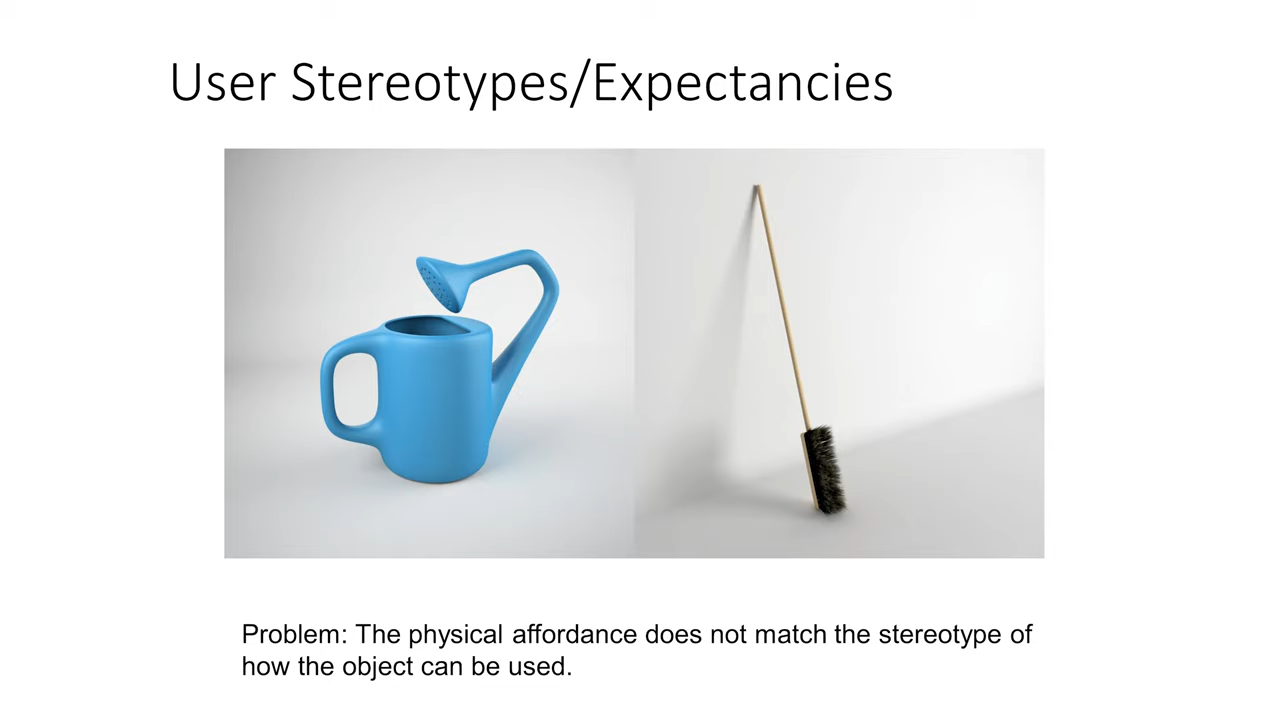 User Stereotypes/Expectancies
Problem: The physical affordance does not match the stereotype of
how the object can be used.